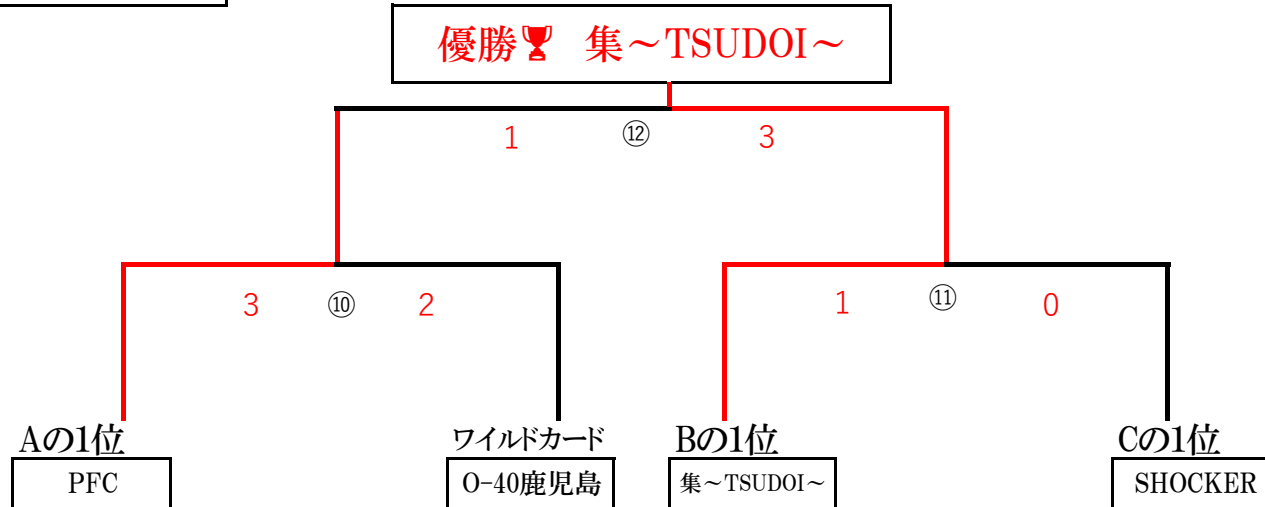 優勝🏆 集～TSUDOI～
1 ⑫ 3
3 ⑩ 2 1 ⑪ 0
Aの1位 ワイルドカード Bの1位 Cの1位
PFC O-40鹿児島 集～TSUDOI～ SHOCKER